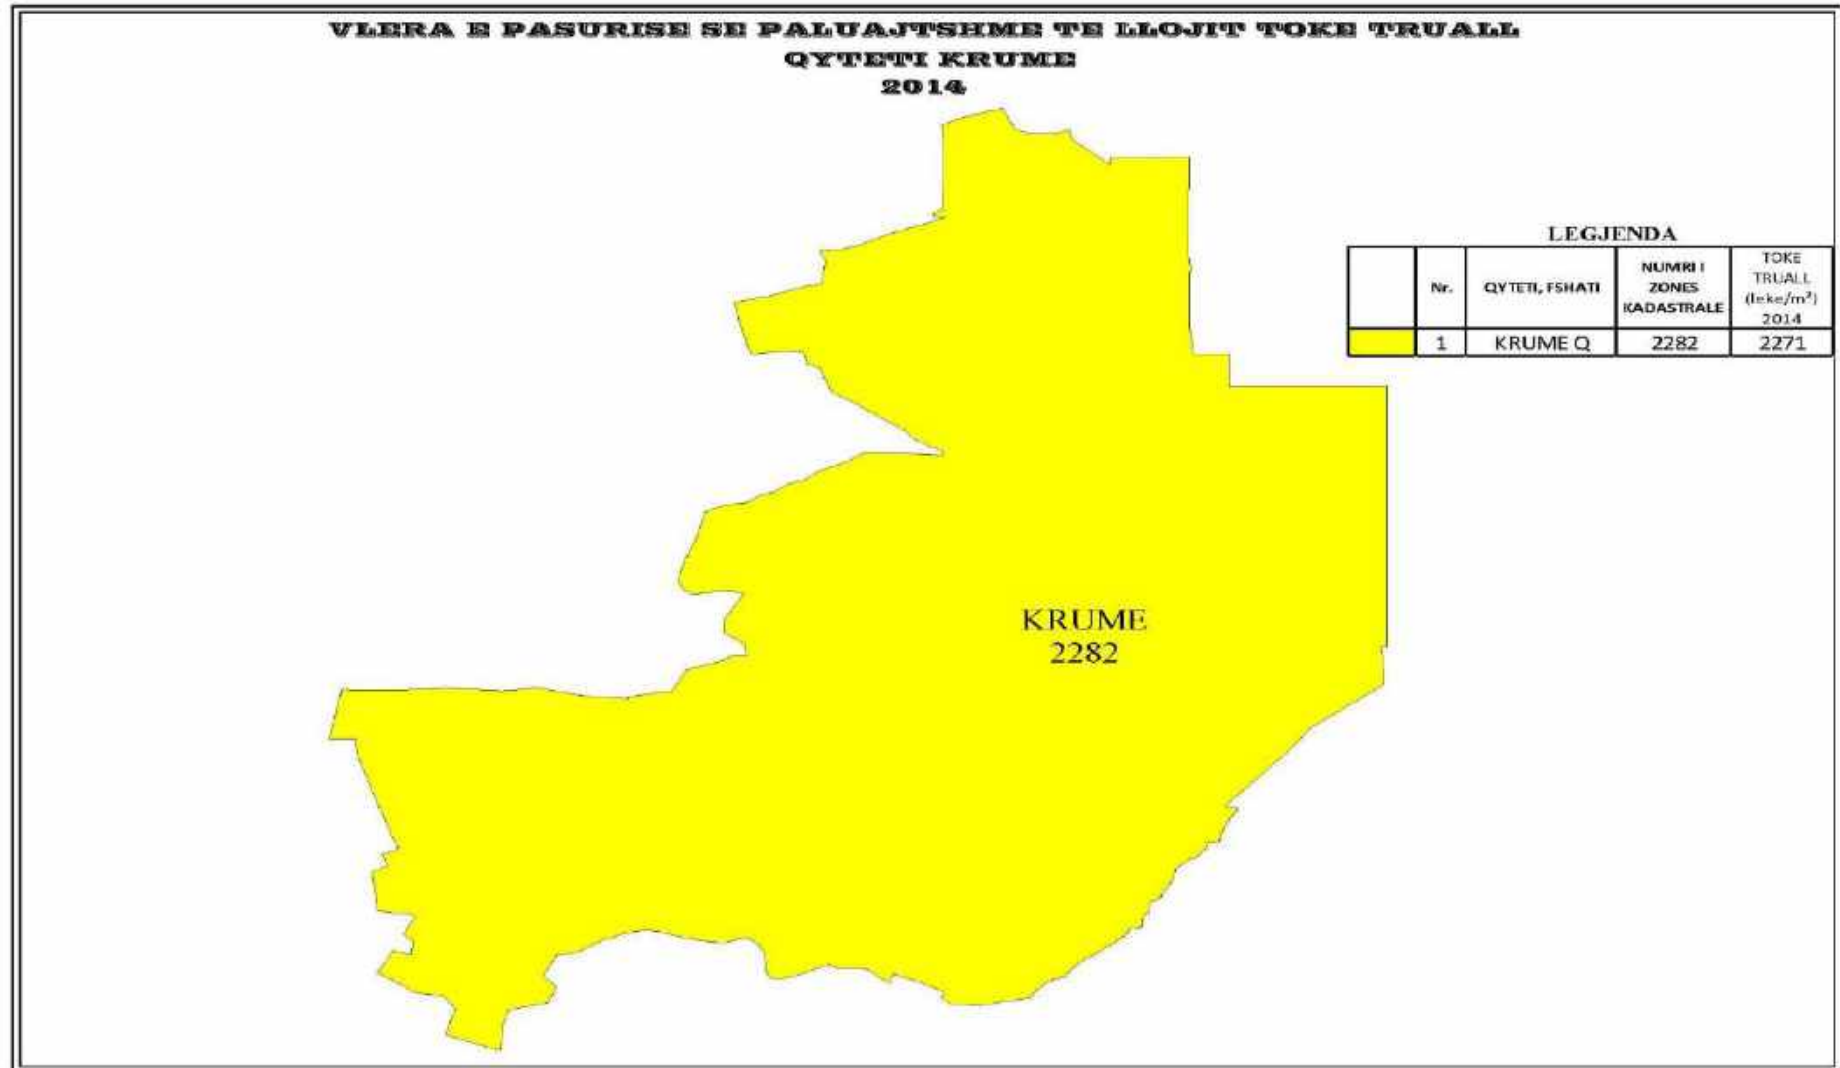 VLERA E PASURISE SE PALUAJTSHME TE LLOJIT TOKE TRUALL
QYTETI KRUME
2014
LEGJENDA
Nr. QYTETI, FSHATI NUMRI I ZONES KADASTRALE TOKE TRUALL (leke/m²) 2014
1 KRUME Q 2282 2271
KRUME
2282